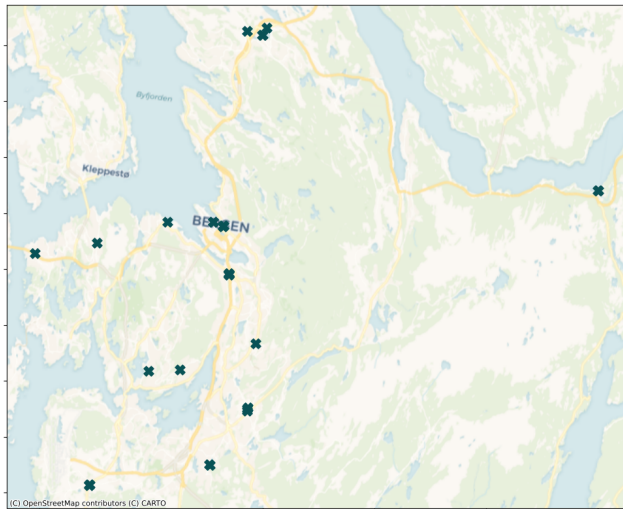 Byfjorden
Kleppestø
BERGEN
(C) OpenStreetMap contributors (C) CARTO